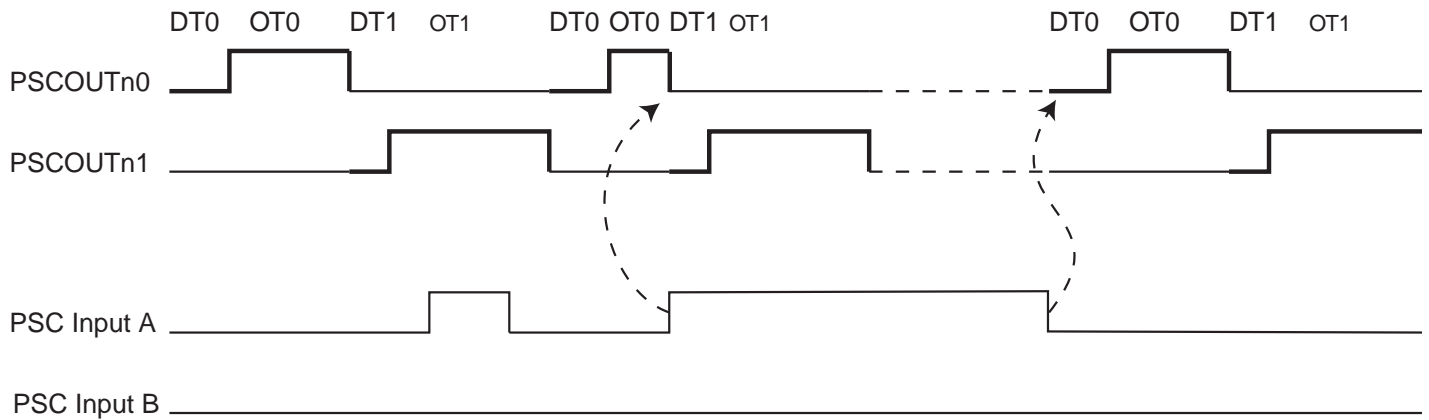 DT0 OT0 DT1 OT1 DT0 OT0 DT1 OT1 DT0 OT0 DT1 OT1
PSCOUTn0
PSCOUTn1
PSC Input A
PSC Input B